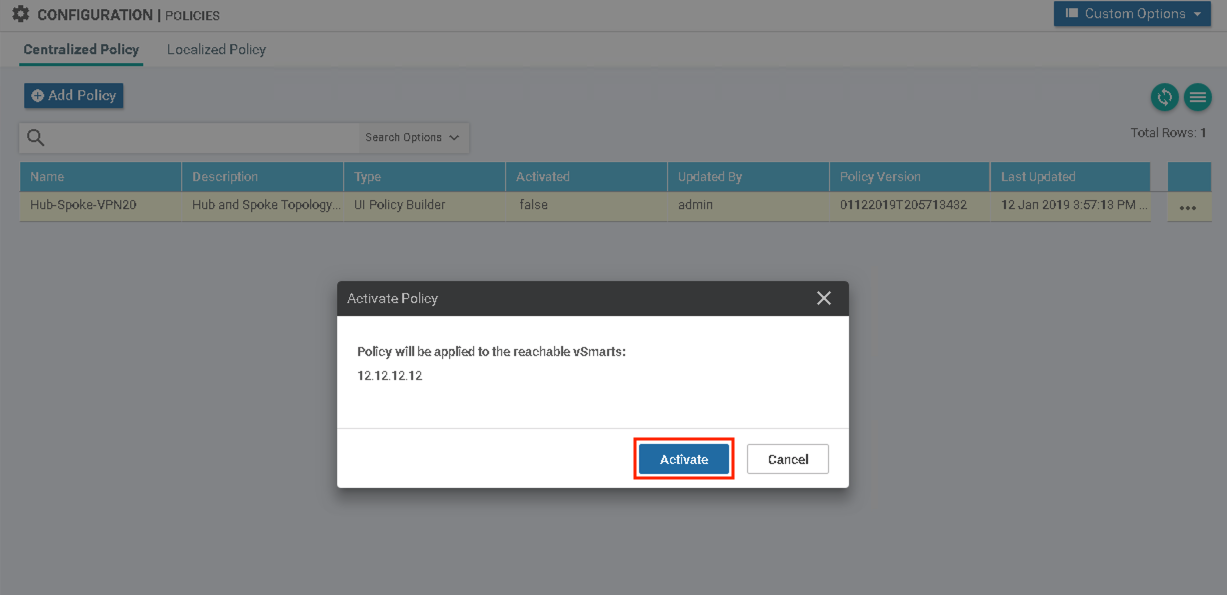 CONFIGURATION | POLICIES
Custom Options
Centralized Policy Localized Policy
Add Policy
Search Options
Total Rows: 1
Name Description Type Activated Updated By Policy Version Last Updated
Hub-Spoke-VPN20 Hub and Spoke Topology... UI Policy Builder false admin 01122019T205713432 12 Jan 2019 3:57:13 PM ...
Activate Policy
Policy will be applied to the reachable vSmarts:
12.12.12.12
Activate Cancel